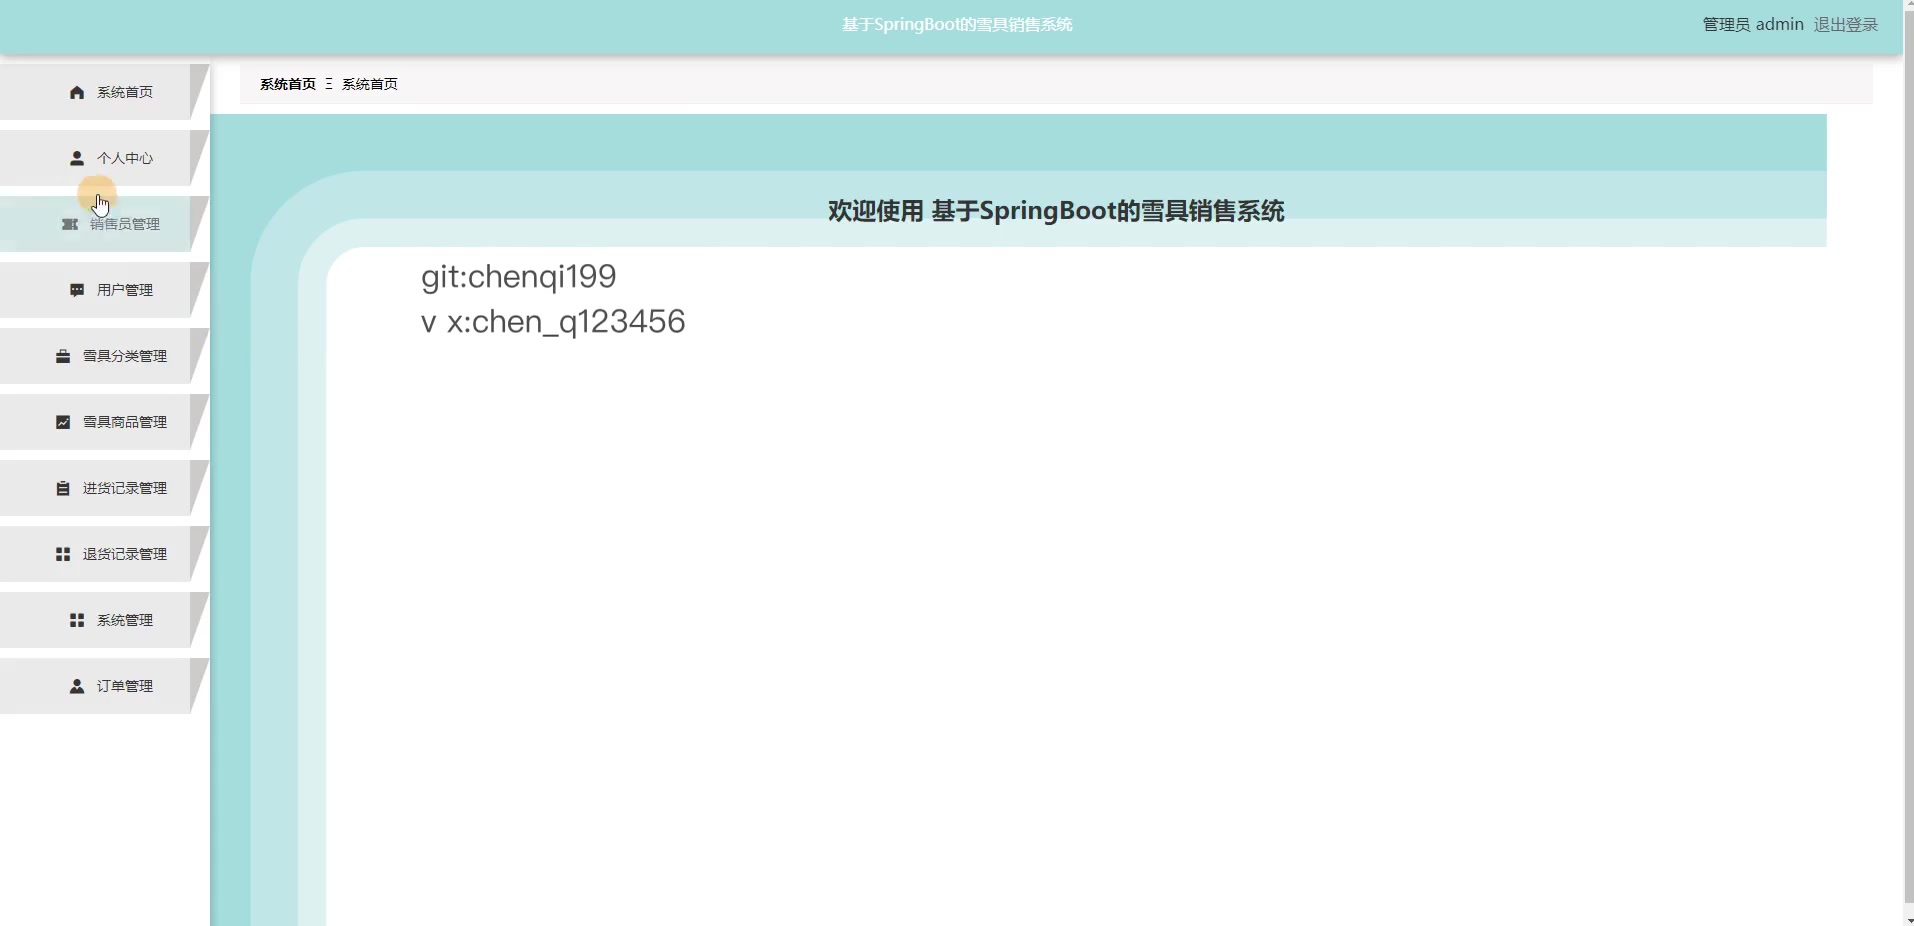 基于SpringBoot的雪具销售系统
管理员 admin 退出登录
系统首页
个人中心
销售员管理
用户管理
雪具分类管理
雪具商品管理
进货记录管理
退货记录管理
系统管理
订单管理
系统首页 Ξ 系统首页
欢迎使用 基于SpringBoot的雪具销售系统
git:chenqi199
v x:chen_q123456